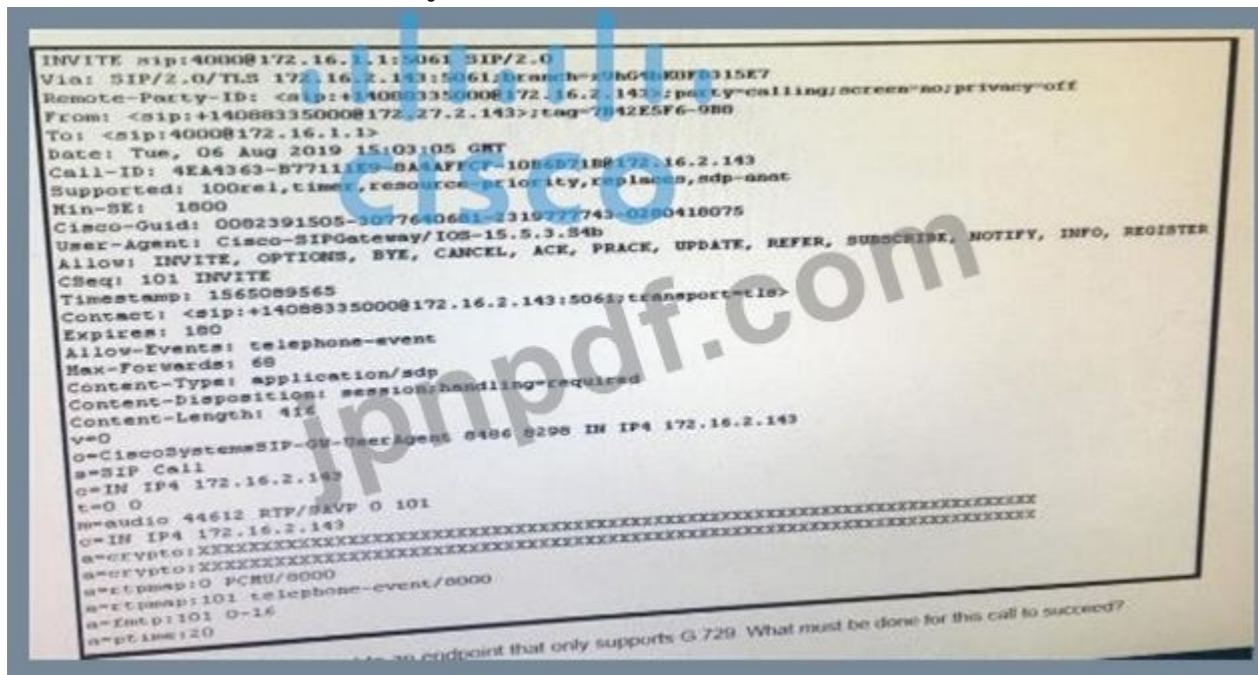 INVITE sip:4000@172.16.1.1:5061 SIP/2.0
Via: SIP/2.0/TLS 172.16.2.143:5061;
Remote-Party-ID: <sip:+14088335000@172.16.2.143>;party=calling;screen=no;privacy=off
From: <sip:+14088335000@172.27.2.143>;tag=7B42E5F6-9B0
To: <sip:4000@172.16.1.1>
Date: Tue, 06 Aug 2019 15:03:05 GMT
Call-ID:
Supported: 100rel,timer,resource-priority,replaces,sdp-anat
Min-SE: 1800
Cisco-Guid: 0082391505-3077640681-2319777743-0280418075
User-Agent: Cisco-SIPGateway/IOS-15.5.3.S4b
Allow: INVITE, OPTIONS, BYE, CANCEL, ACK, PRACK, UPDATE, REFER, SUBSCRIBE, NOTIFY, INFO, REGISTER
CSeq: 101 INVITE
Timestamp: 1565089565
Contact: <sip:+14088335000@172.16.2.143:5061;transport=tls>
Expires: 180
Allow-Events: telephone-event
Max-Forwards: 68
Content-Type: application/sdp
Content-Disposition: session;handling=required
Content-Length: 416
v=0
o=CiscoSystemsSIP-GW-UserAgent 8486 8298 IN IP4 172.16.2.143
s=SIP Call
c=IN IP4 172.16.2.143
t=0 0
m=audio 44612 RTP/SAVP 0 101
c=IN IP4 172.16.2.143
a=rtpmap:0 PCMU/8000
a=rtpmap:101 telephone-event/8000
a=fmtp:101 0-16
a=ptime:20
an endpoint that only supports G.729. What must be done for this call to succeed?
cisco
jpnpdf.com